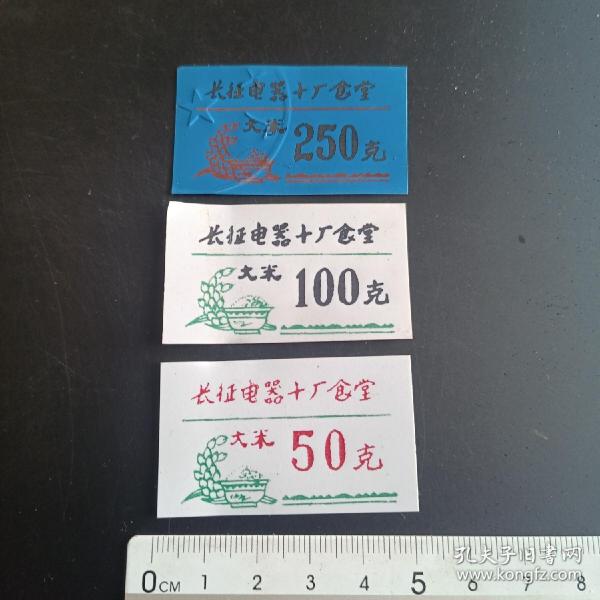 长征电器十厂食堂
大米 250克
长征电器十厂食堂
大米 100克
长征电器十厂食堂
大米 50克
0CM 1 2 3 4 5 6 7 8
孔夫子旧书网
www.kongfz.com